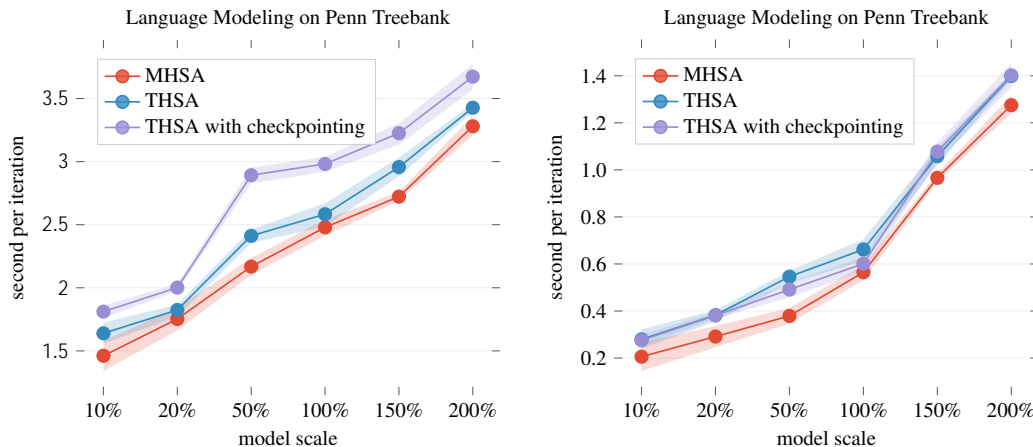 Language Modeling on Penn Treebank
MHSA
THSA
THSA with checkpointing
3.5
3
2.5
2
1.5
second per iteration
10% 20% 50% 100% 150% 200%
model scale
Language Modeling on Penn Treebank
MHSA
THSA
THSA with checkpointing
1.4
1.2
1.0
0.8
0.6
0.4
0.2
second per iteration
10% 20% 50% 100% 150% 200%
model scale